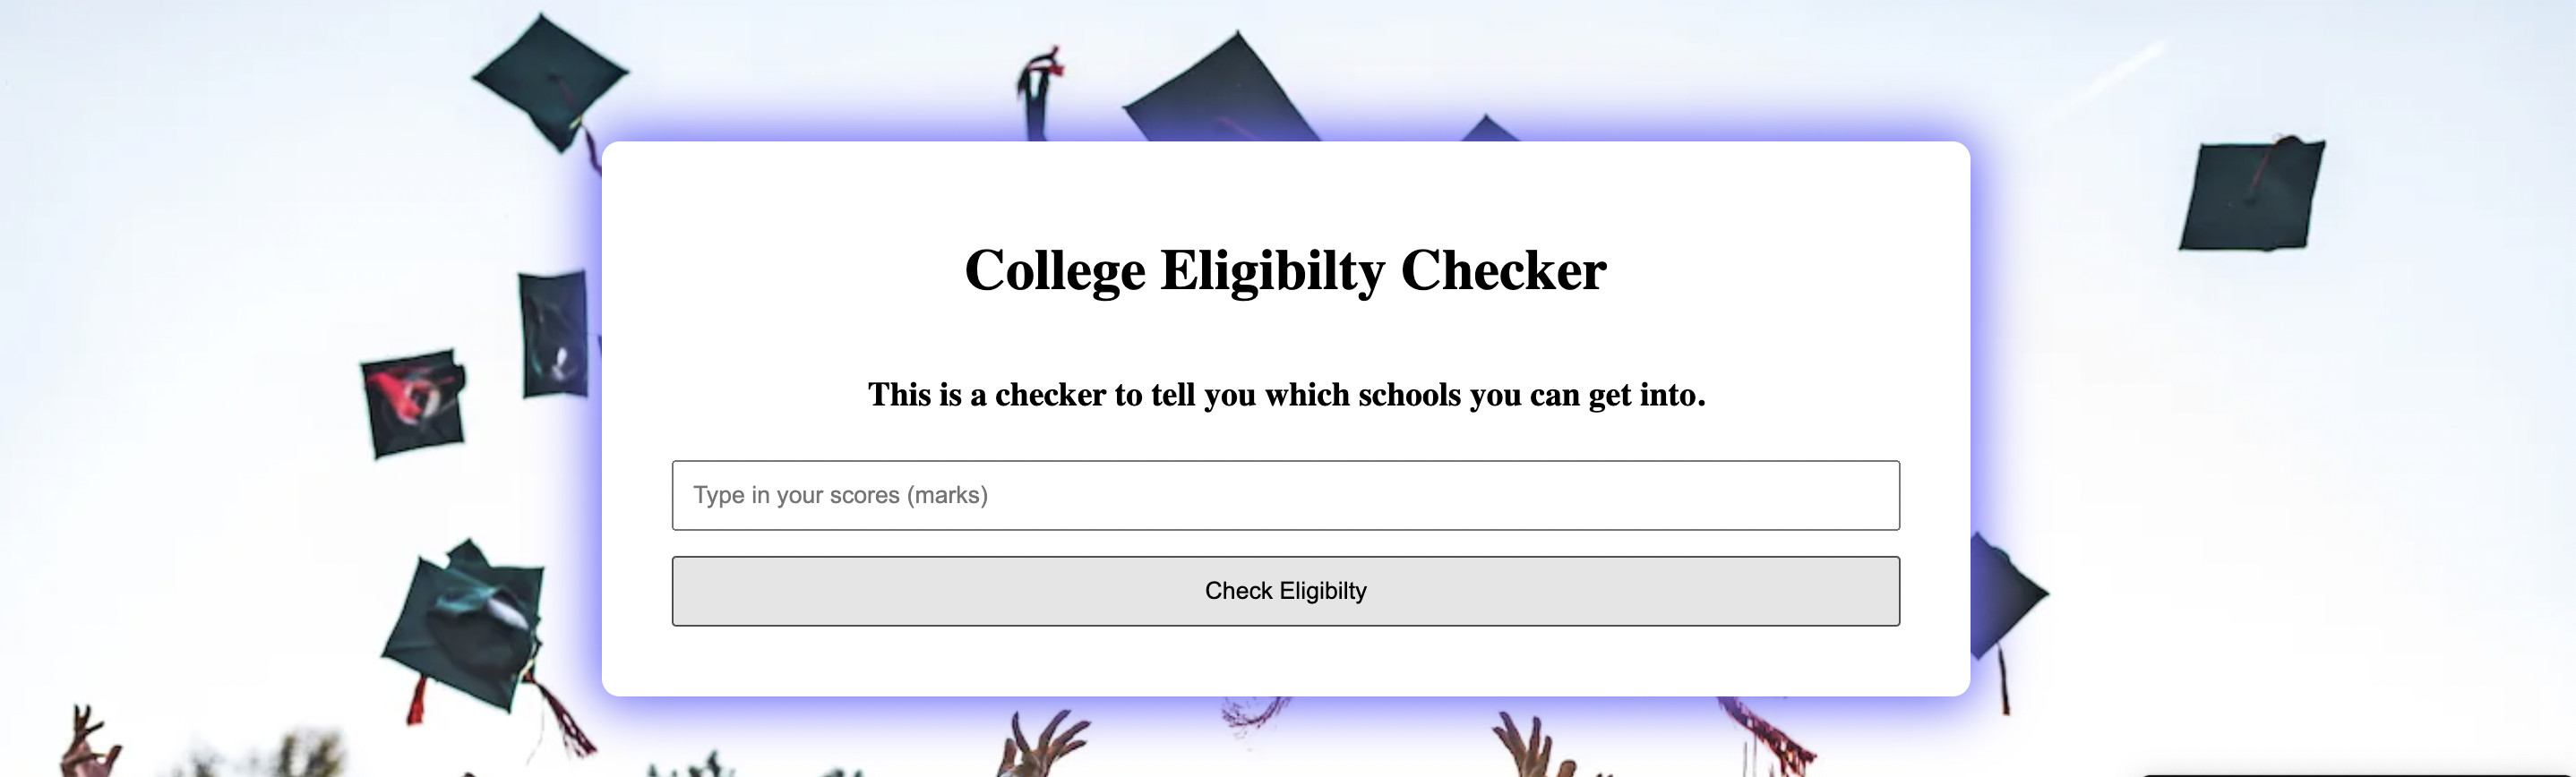 College Eligibilty Checker
This is a checker to tell you which schools you can get into.
Type in your scores (marks)
Check Eligibilty